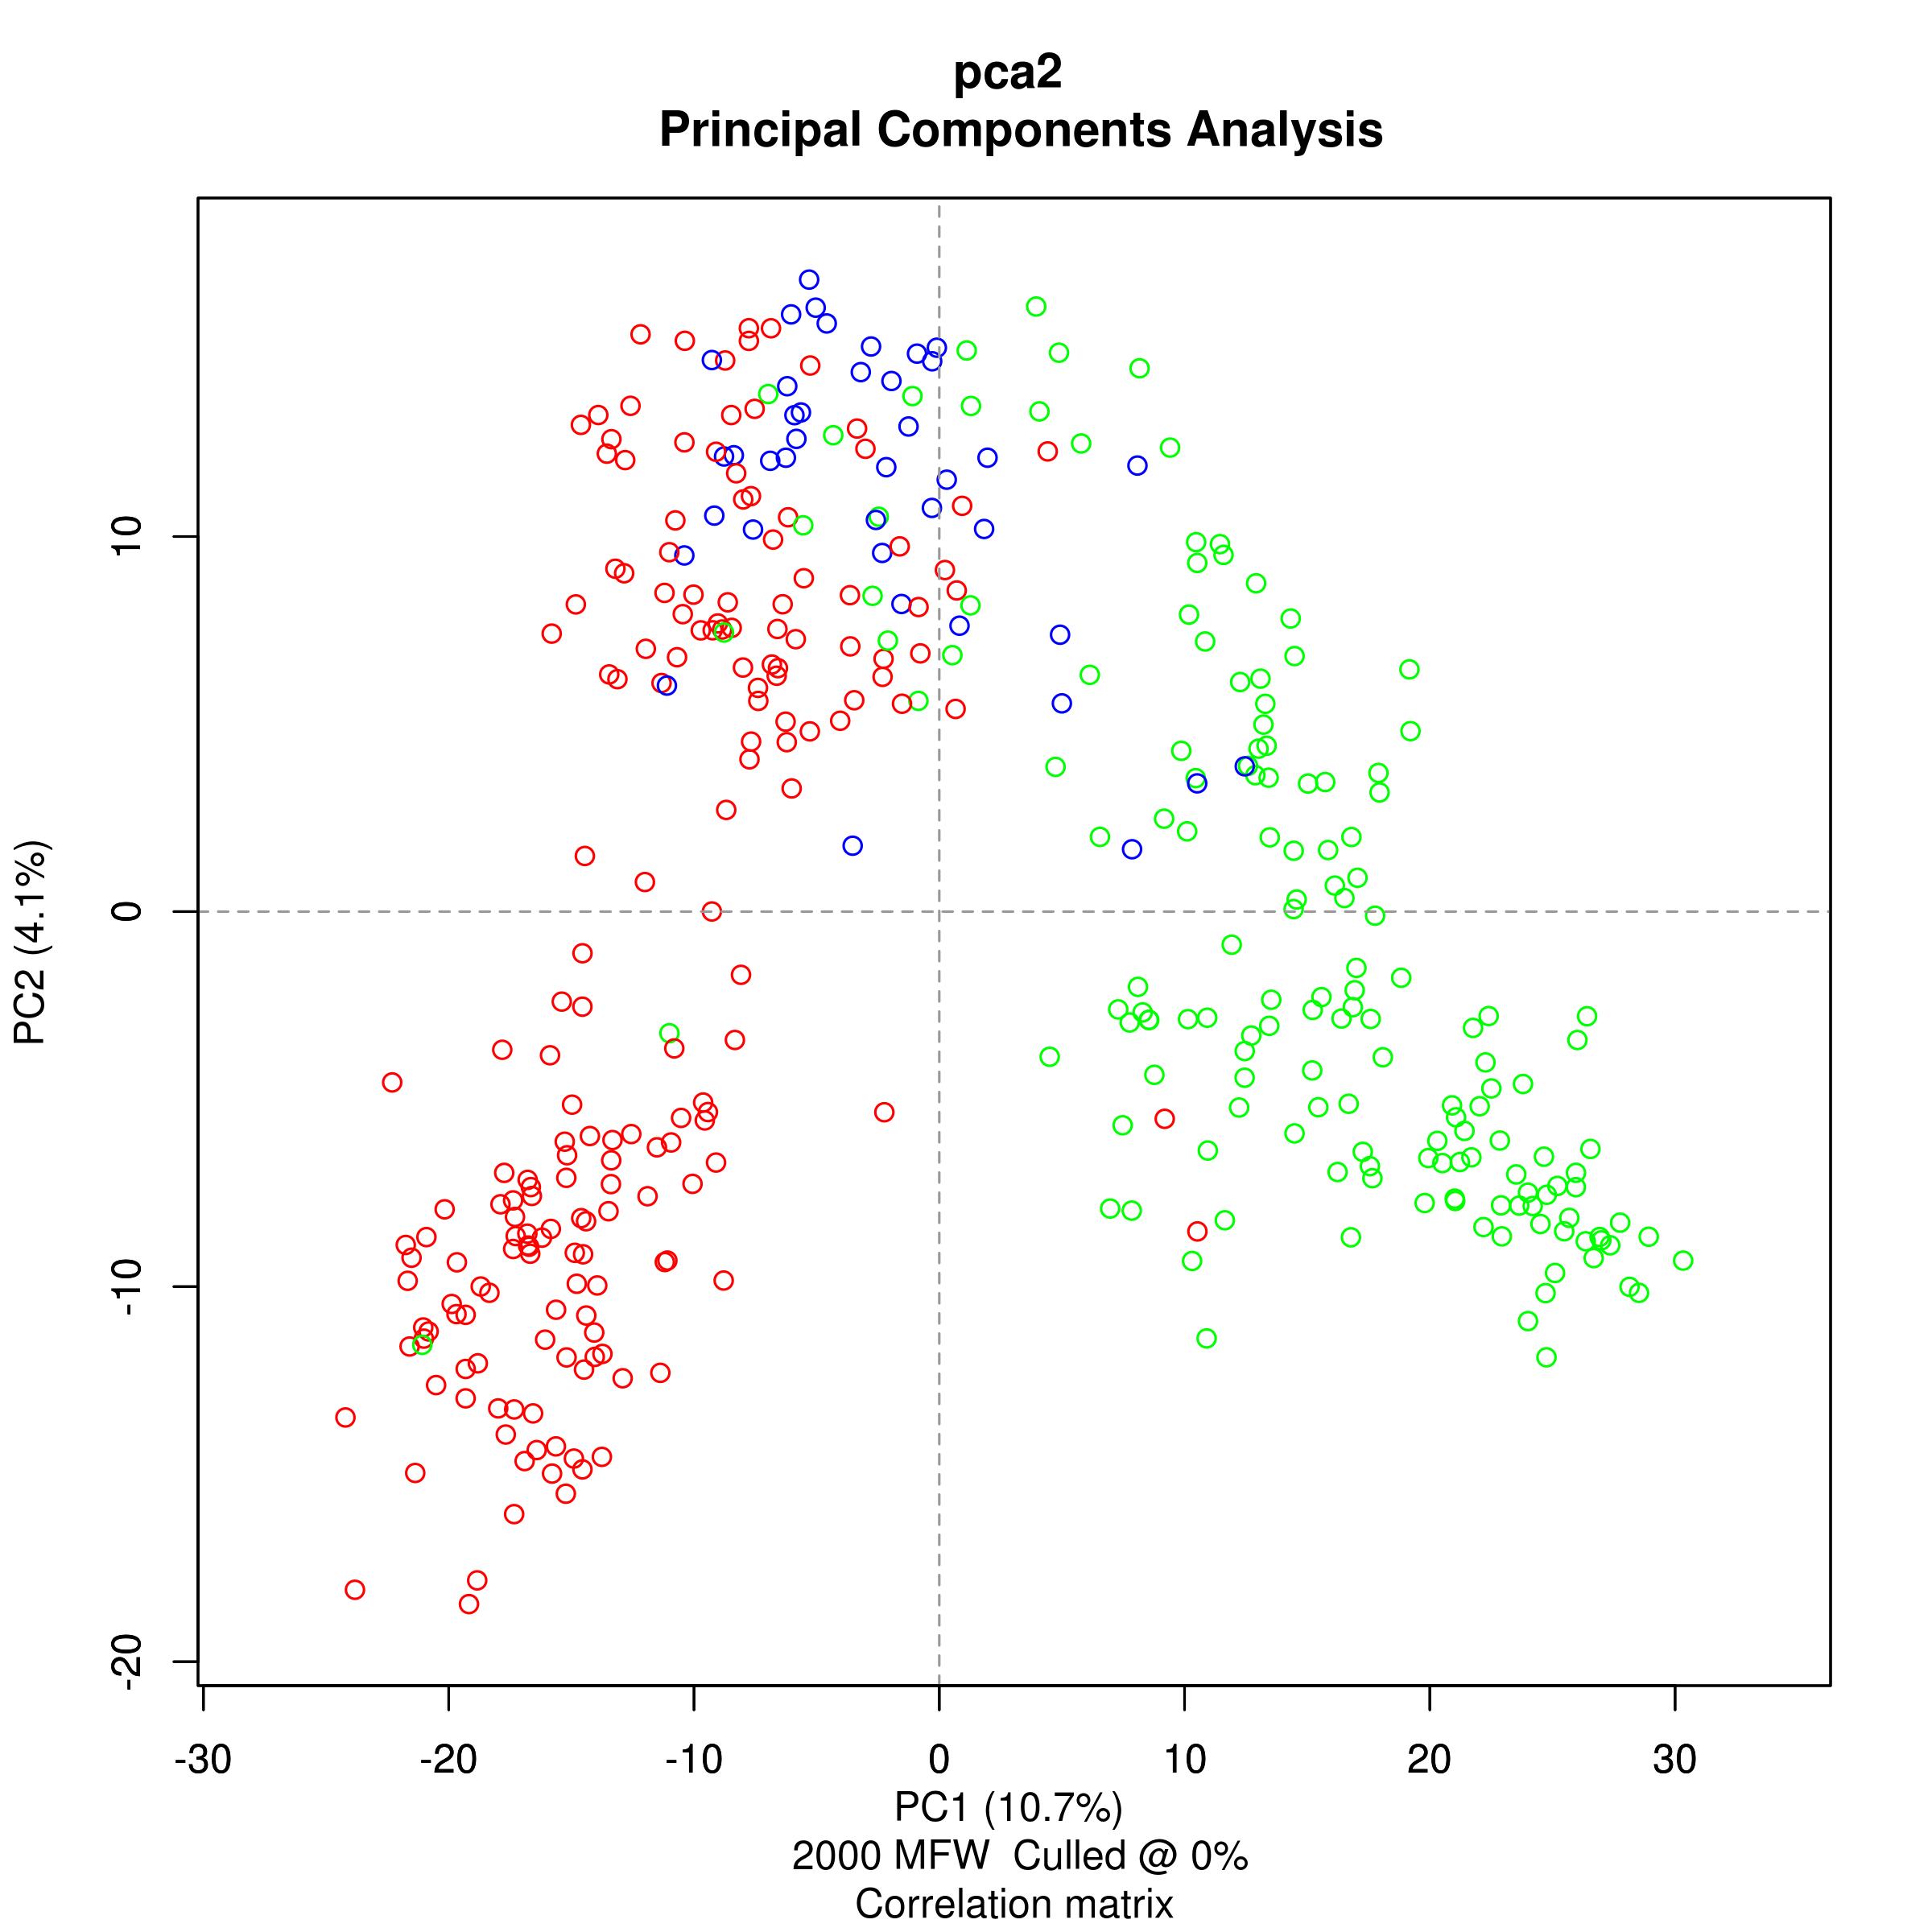 pca2
Principal Components Analysis
PC2 (4.1%)
10
0
-10
-20
-30 -20 -10 0 10 20 30
PC1 (10.7%)
2000 MFW  Culled @ 0%
Correlation matrix